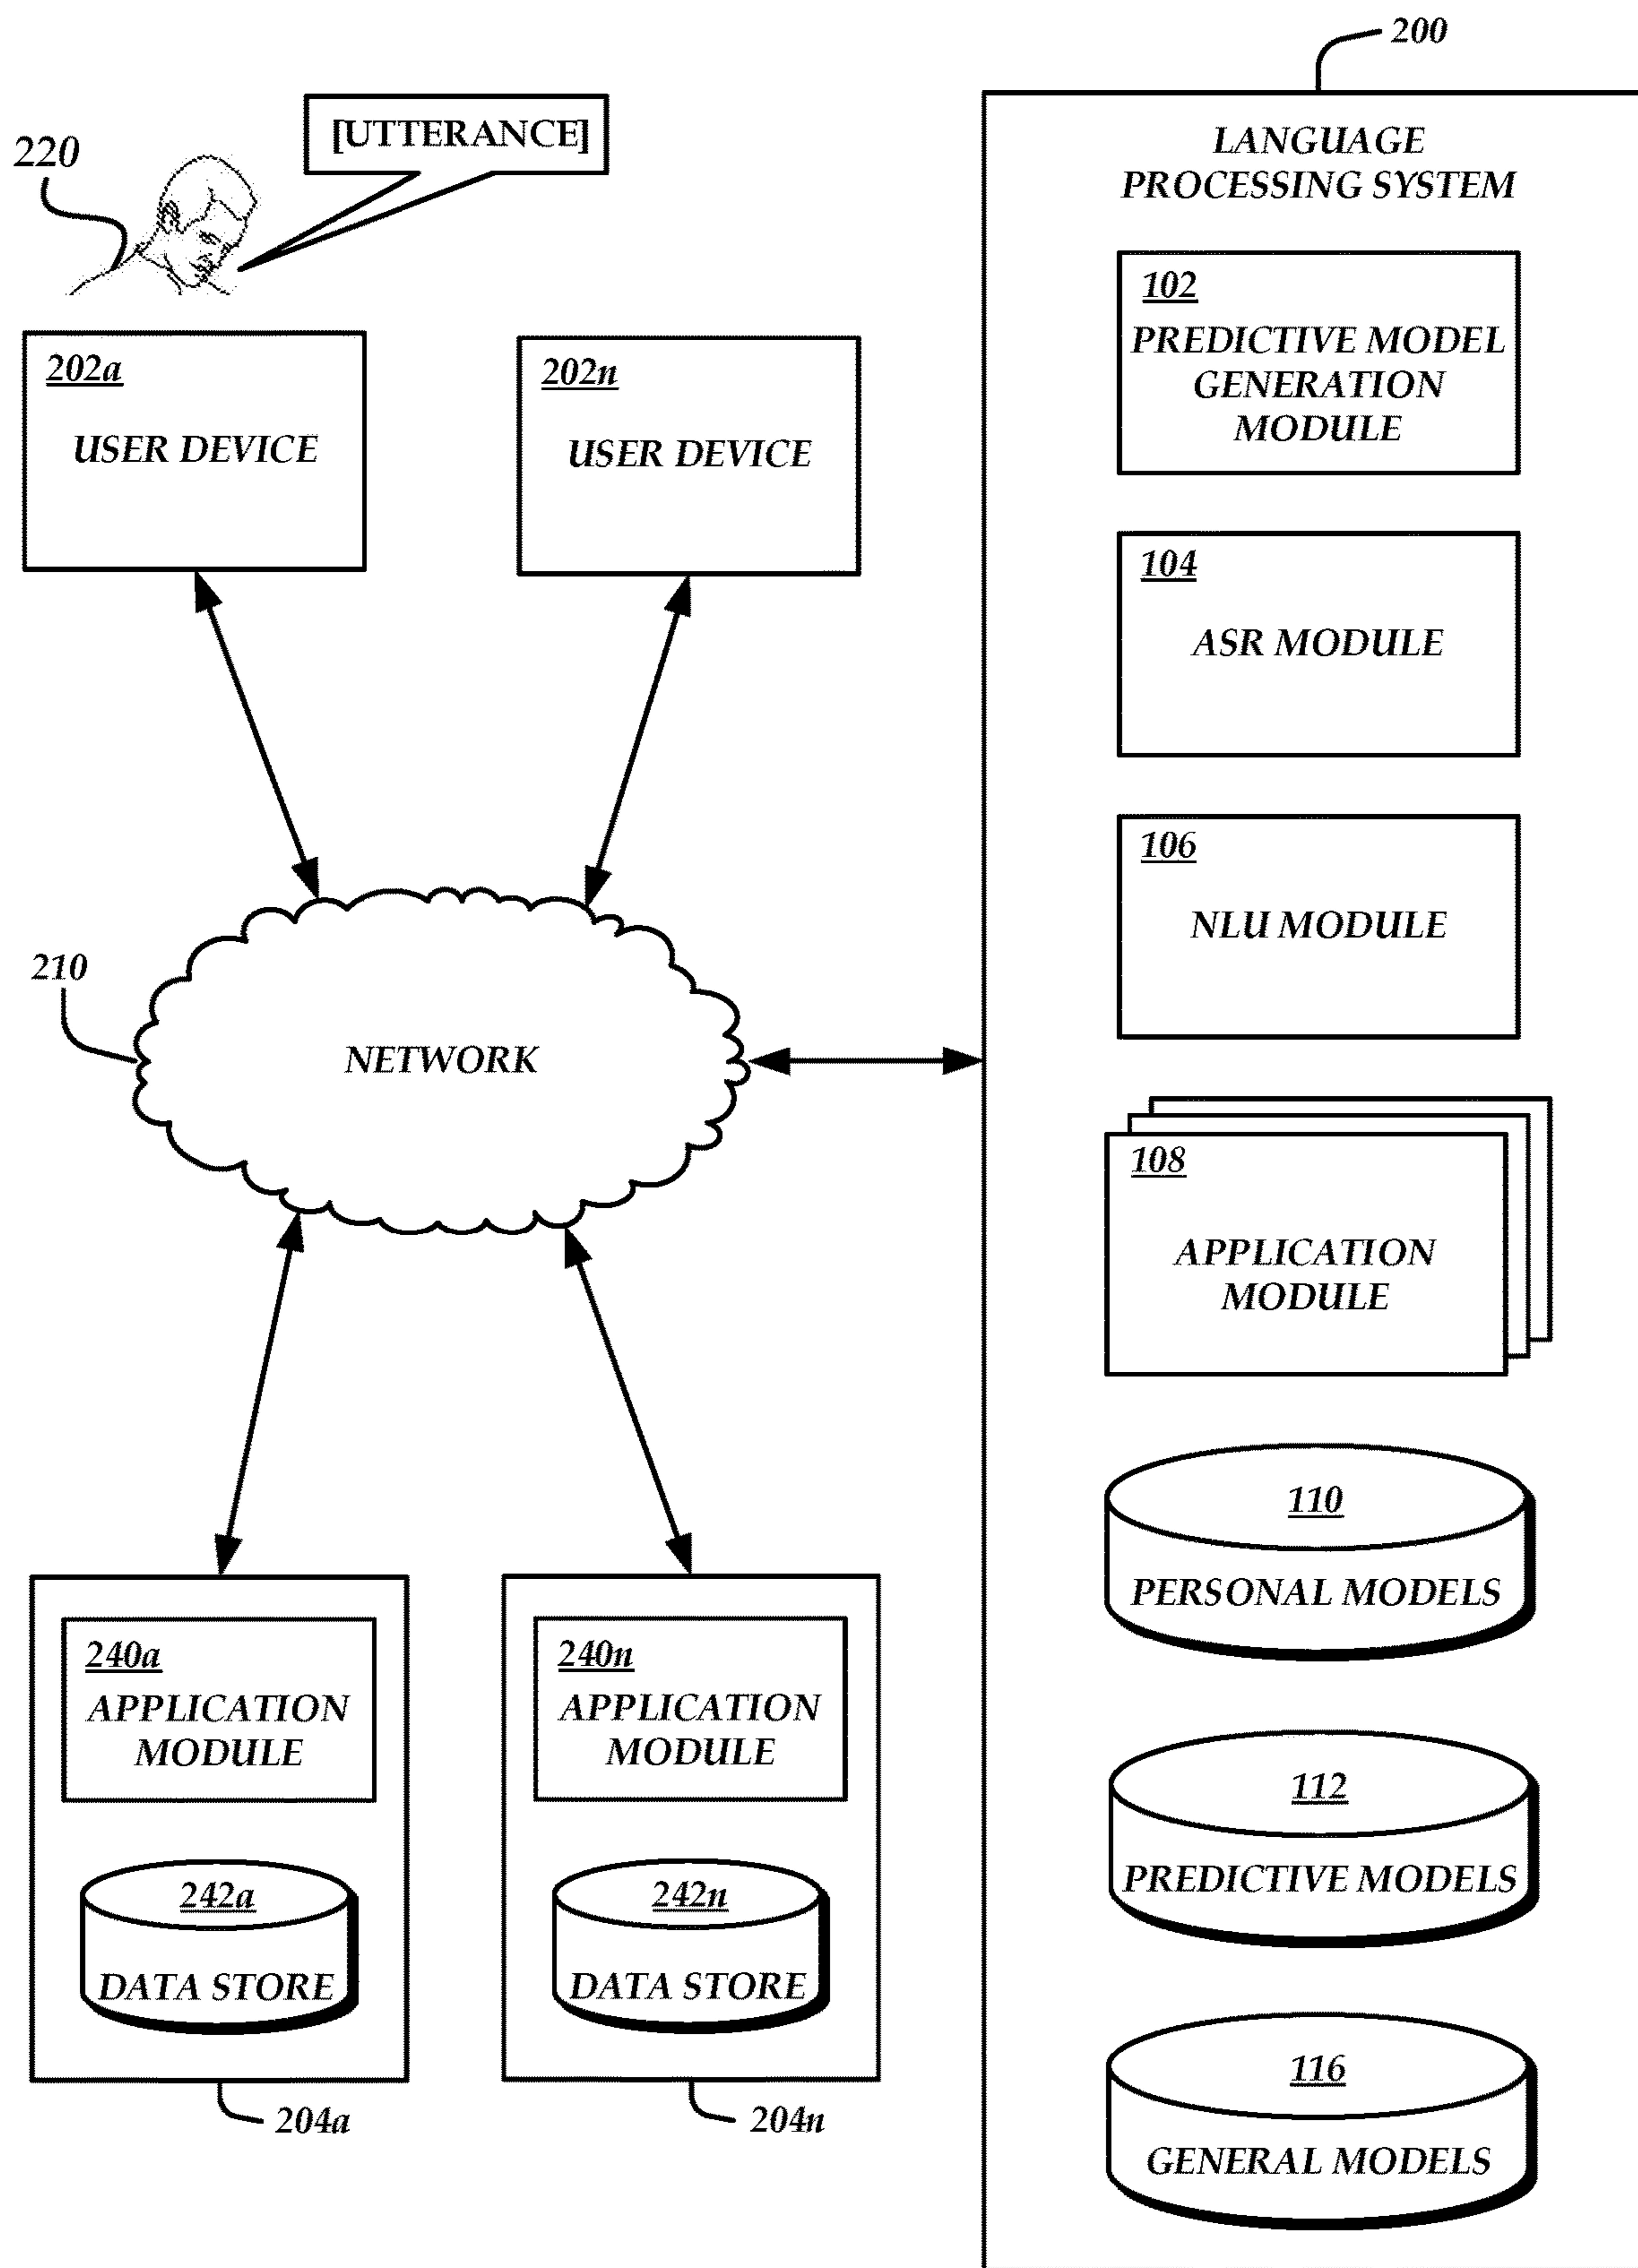 200
[UTTERANCE]
220
202a
USER DEVICE
202n
USER DEVICE
210
NETWORK
240a
APPLICATION
MODULE
242a
DATA STORE
204a
240n
APPLICATION
MODULE
242n
DATA STORE
204n
LANGUAGE
PROCESSING SYSTEM
102
PREDICTIVE MODEL
GENERATION
MODULE
104
ASR MODULE
106
NLU MODULE
108
APPLICATION
MODULE
110
PERSONAL MODELS
112
PREDICTIVE MODELS
116
GENERAL MODELS